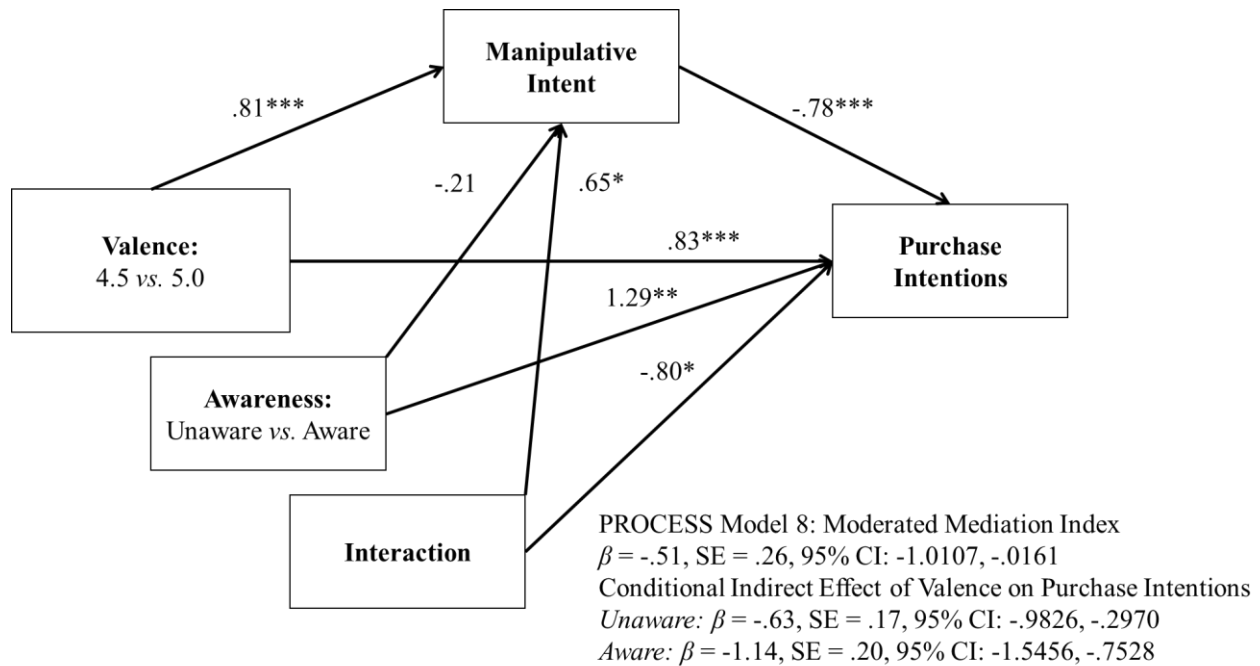 Manipulative
Intent
.81***
-.78***
-.21
.65*
Valence:
4.5 vs. 5.0
.83***
Purchase
Intentions
1.29**
-.80*
Awareness:
Unaware vs. Aware
Interaction
PROCESS Model 8: Moderated Mediation Index
β = -.51, SE = .26, 95% CI: -1.0107, -.0161
Conditional Indirect Effect of Valence on Purchase Intentions
Unaware: β = -.63, SE = .17, 95% CI: -.9826, -.2970
Aware: β = -1.14, SE = .20, 95% CI: -1.5456, -.7528